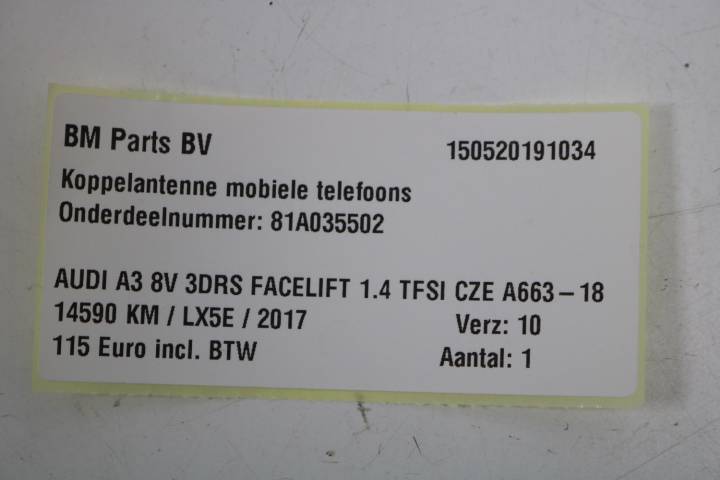 BM Parts BV 150520191034
Koppelantenne mobiele telefoons
Onderdeelnummer: 81A035502
AUDI A3 8V 3DRS FACELIFT 1.4 TFSI CZE A663-18
14590 KM / LX5E / 2017 Verz: 10
115 Euro incl. BTW Aantal: 1